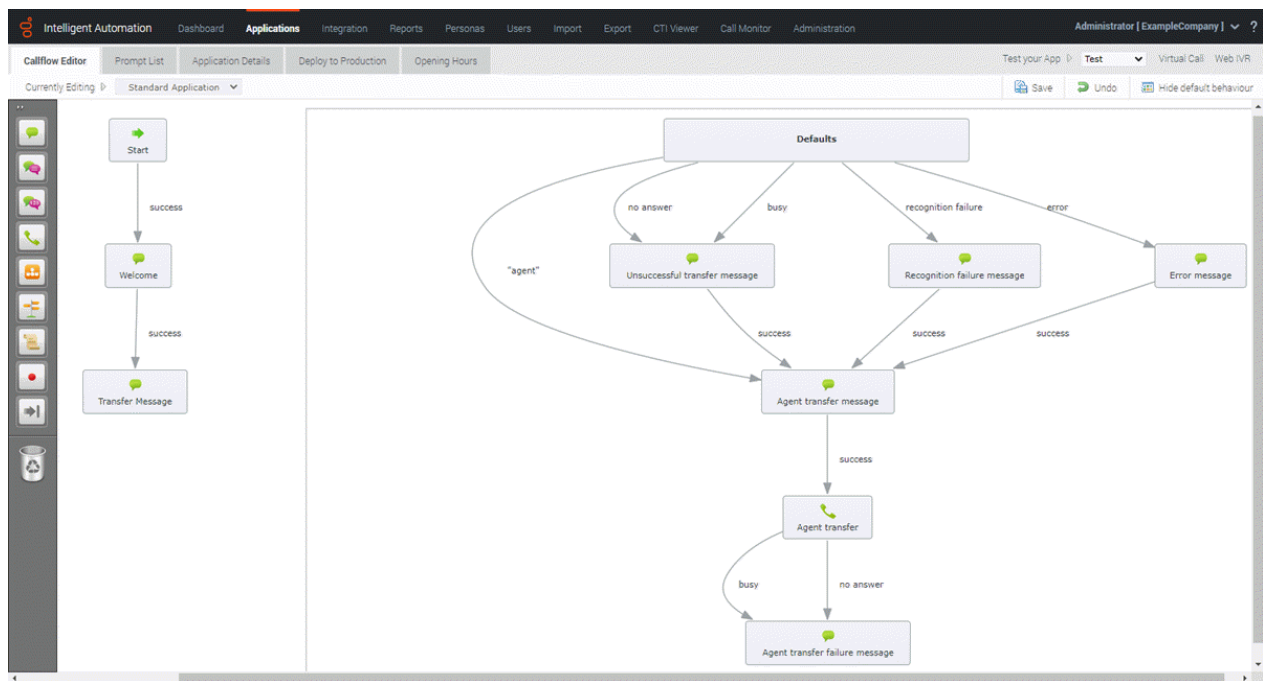 Intelligent Automation Dashboard Applications Integration Reports Personas Users Import Export CTI Viewer Call Monitor Administration Administrator [ ExampleCompany ] ?
Callflow Editor Prompt List Application Details Deploy to Production Opening Hours Test your App Test Virtual Call Web IVR
Currently Editing Standard Application Save Undo Hide default behaviour
Start
Defaults
success
no answer
busy
recognition failure
error
Welcome
Unsuccessful transfer message
Recognition failure message
Error message
"agent"
success
success
success
success
Transfer Message
Agent transfer message
success
Agent transfer
busy
no answer
Agent transfer failure message